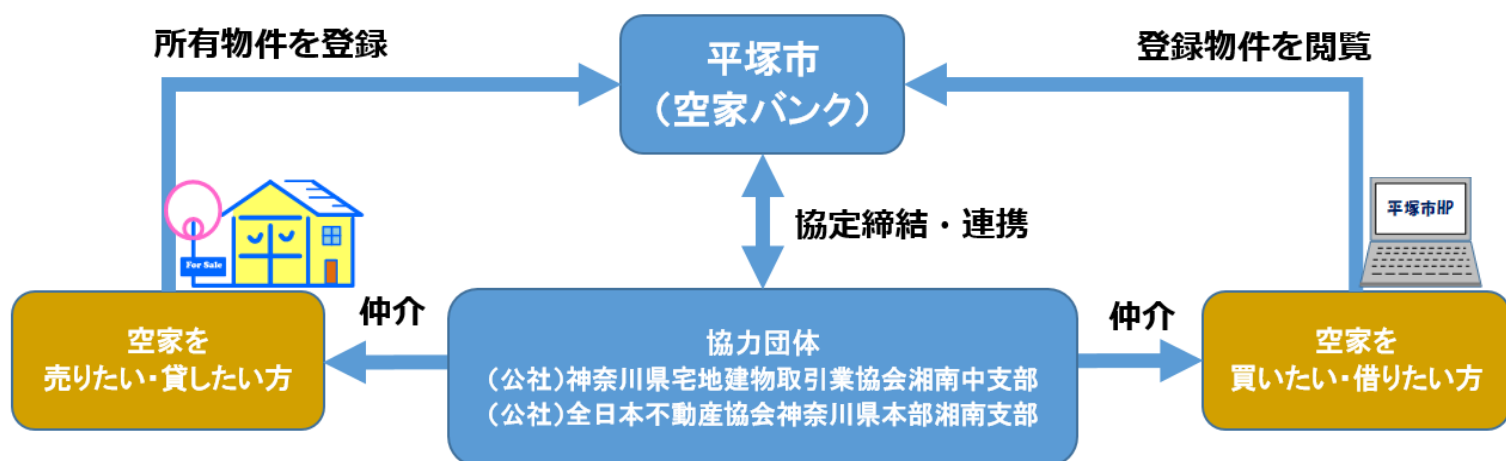 所有物件を登録
平塚市
（空家バンク）
登録物件を閲覧
協定締結・連携
For Sale
平塚市HP
仲介
仲介
空家を
売りたい・貸したい方
協力団体
（公社）神奈川県宅地建物取引業協会湘南中支部
（公社）全日本不動産協会神奈川県本部湘南支部
空家を
買いたい・借りたい方